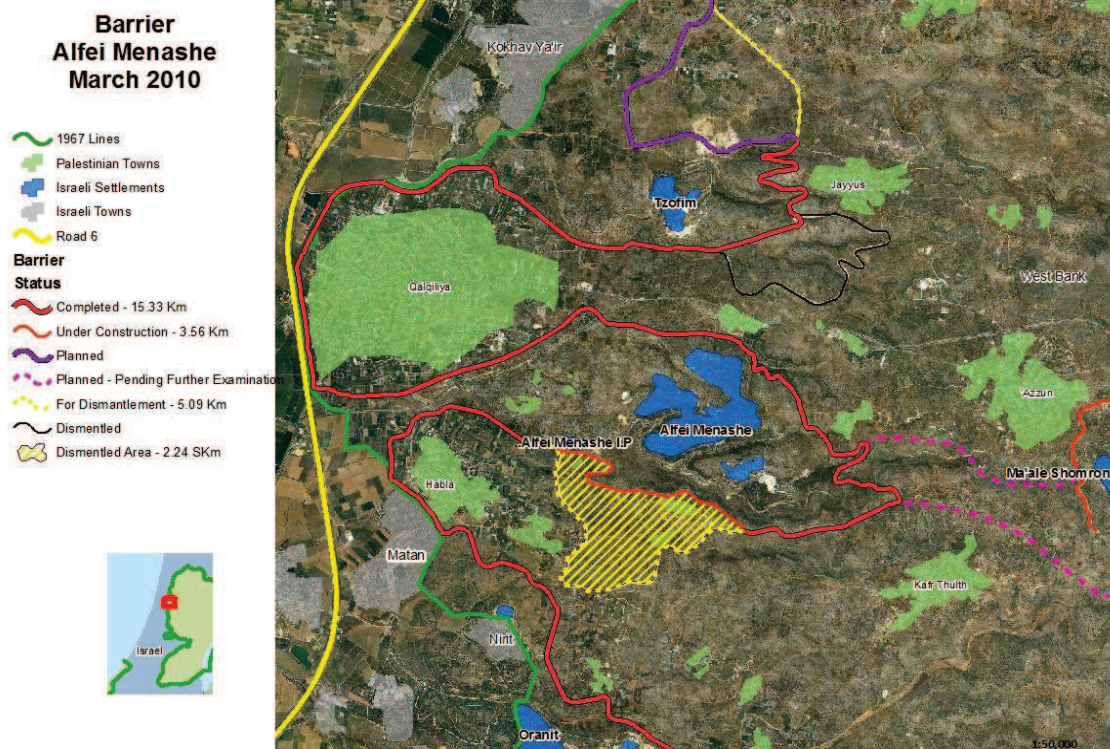 Barrier
Alfei Menashe
March 2010
1967 Lines
Palestinian Towns
Israeli Settlements
Israeli Towns
Road 6
Barrier
Status
Completed - 15.33 Km
Under Construction - 3.56 Km
Planned
Planned - Pending Further Examination
For Dismantlement - 5.09 Km
Dismentled
Dismentled Area - 2.24 SKm
Israel
Kokhav Ya'ir
Jayyus
Tzofim
Qalqiliya
West Bank
'Azzun
Alfei Menashe
Alfei Menashe I.P
Ma'ale Shomron
Habla
Matan
Kafr Thulth
Nirit
Oranit
1:50,000